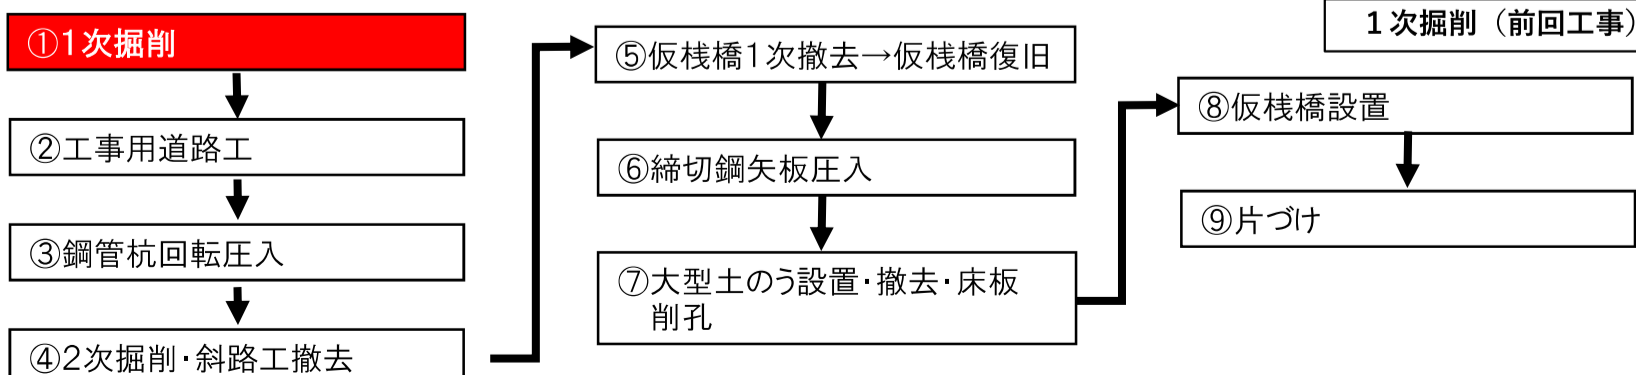 ①1次掘削
②工事用道路工
③鋼管杭回転圧入
④2次掘削・斜路工撤去
⑤仮桟橋1次撤去→仮桟橋復旧
⑥締切鋼矢板圧入
⑦大型土のう設置・撤去・床板
削孔
1次掘削（前回工事）
⑧仮桟橋設置
⑨片づけ